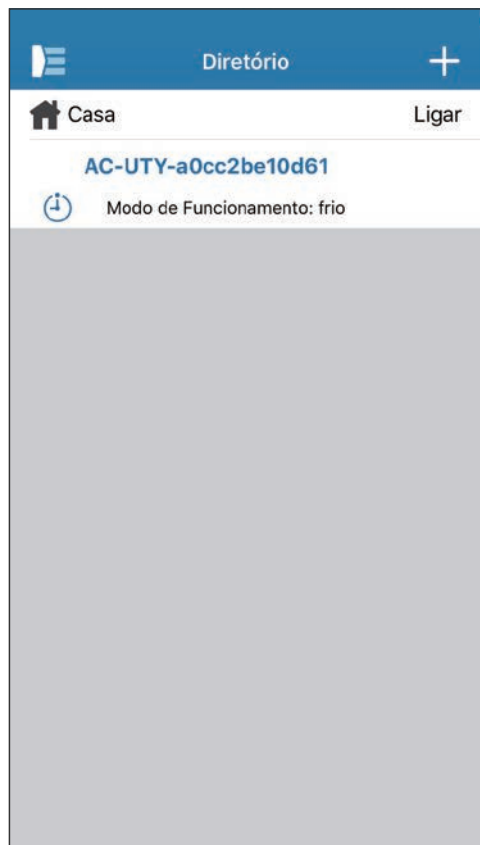 Diretório
Casa Ligar
AC-UTY-a0cc2be10d61
Modo de Funcionamento: frio